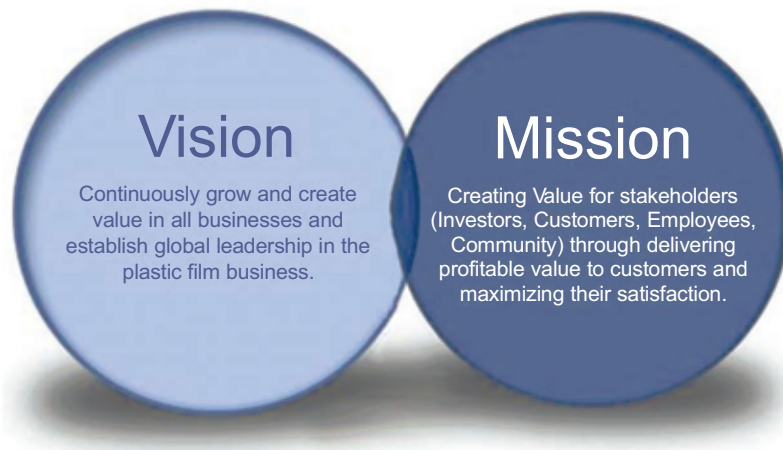 Vision
Continuously grow and create
value in all businesses and
establish global leadership in the
plastic film business.
Mission
Creating Value for stakeholders
(Investors, Customers, Employees,
Community) through delivering
profitable value to customers and
maximizing their satisfaction.